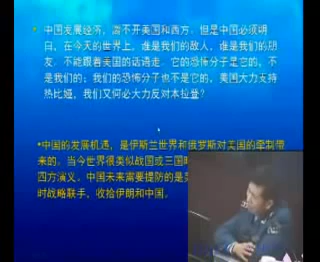 中国发展经济，离不开美国和西方。但是中国必须明
白，在今天的世界上，谁是我们的敌人，谁是我们的朋
友，不能跟着美国的话语走。它的恐怖分子是它的，不
是我们的；我们的恐怖分子也不是它的。美国大力支持
热比娅，我们又何必大力反对本拉登？
•中国的发展机遇，是伊斯兰世界和俄罗斯对美国的牵制带
来的。当今世界很类似战国或三国
四方演义。中国未来需要提防的是
时战略联手，收拾伊朗和中国。